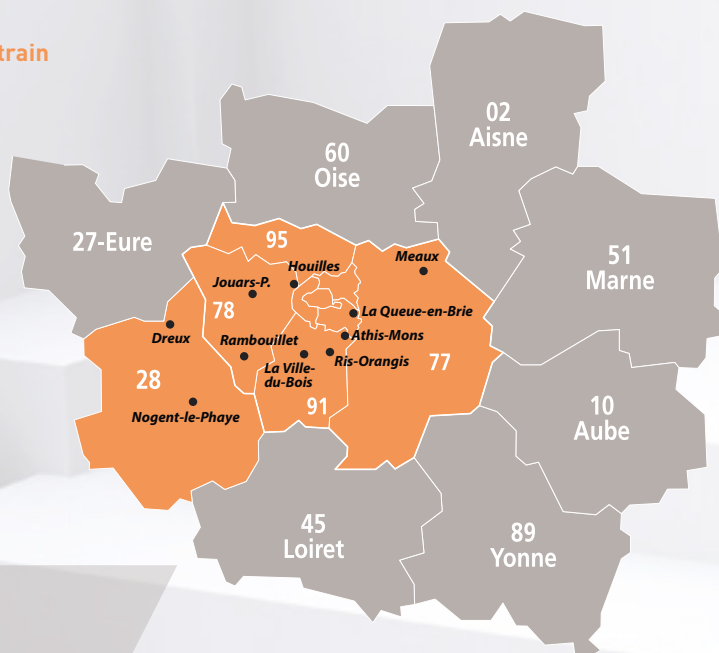 train
02
Aisne
60
Oise
27-Eure
95
51
Marne
Meaux
Houilles
Jouars-P.
78
La Queue-en-Brie
Dreux
Rambouillet
Athis-Mons
La Ville-
du-Bois
Ris-Orangis
77
28
91
Nogent-le-Phaye
10
Aube
45
Loiret
89
Yonne